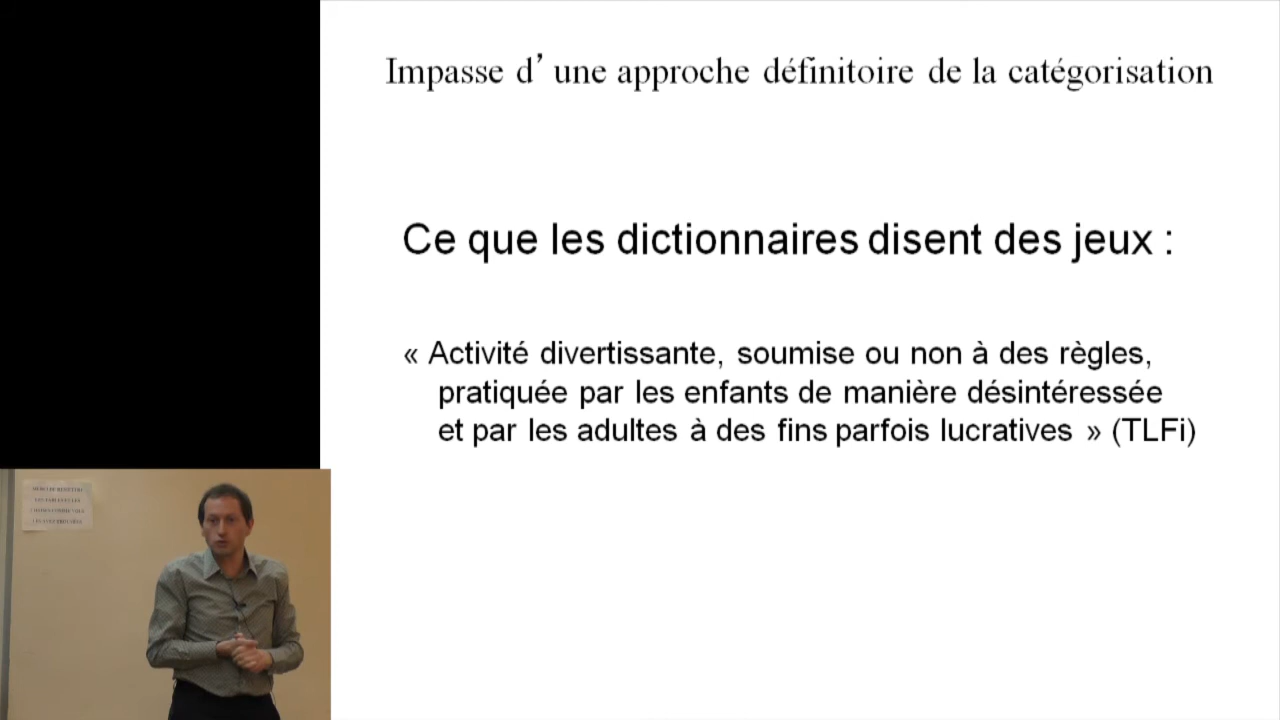 Impasse d’ une approche définitoire de la catégorisation
Ce que les dictionnaires disent des jeux :
« Activité divertissante, soumise ou non à des règles,
pratiquée par les enfants de manière désintéressée
et par les adultes à des fins parfois lucratives » (TLFi)